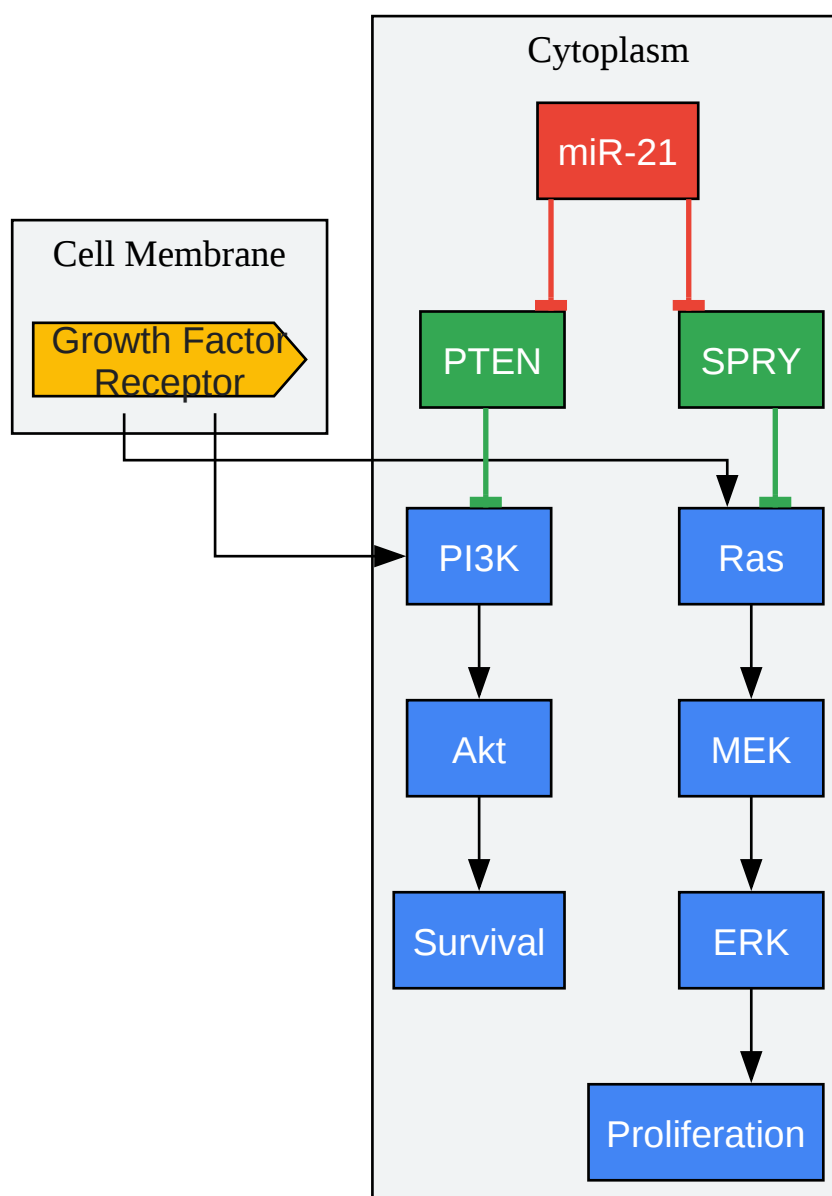 Cytoplasm
miR-21
Cell Membrane
Growth Factor
Receptor
PTEN
SPRY
PI3K
Ras
Akt
MEK
Survival
ERK
Proliferation